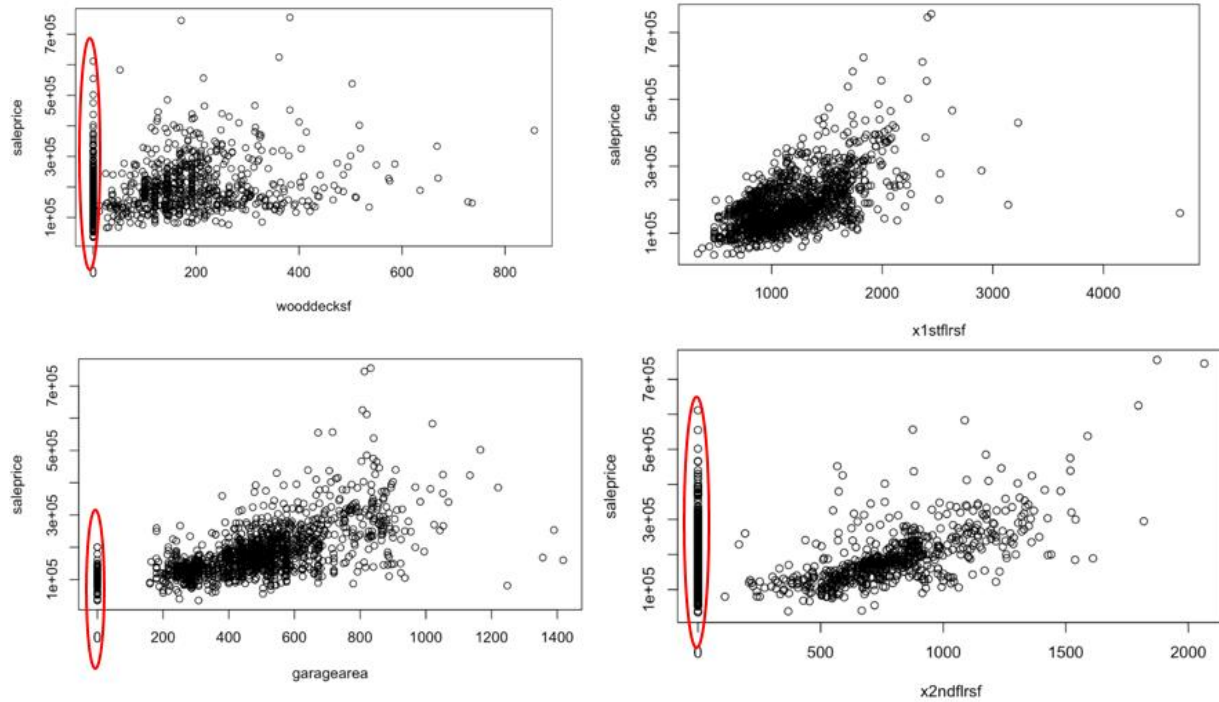 saleprice
1e+05
3e+05
5e+05
7e+05
0
200
400
600
800
wooddecksf
saleprice
1e+05
3e+05
5e+05
7e+05
1000
2000
3000
4000
x1stflrsf
saleprice
1e+05
3e+05
5e+05
7e+05
0
200
400
600
800
1000
1200
1400
garagearea
saleprice
1e+05
3e+05
5e+05
7e+05
0
500
1000
1500
2000
x2ndflrsf